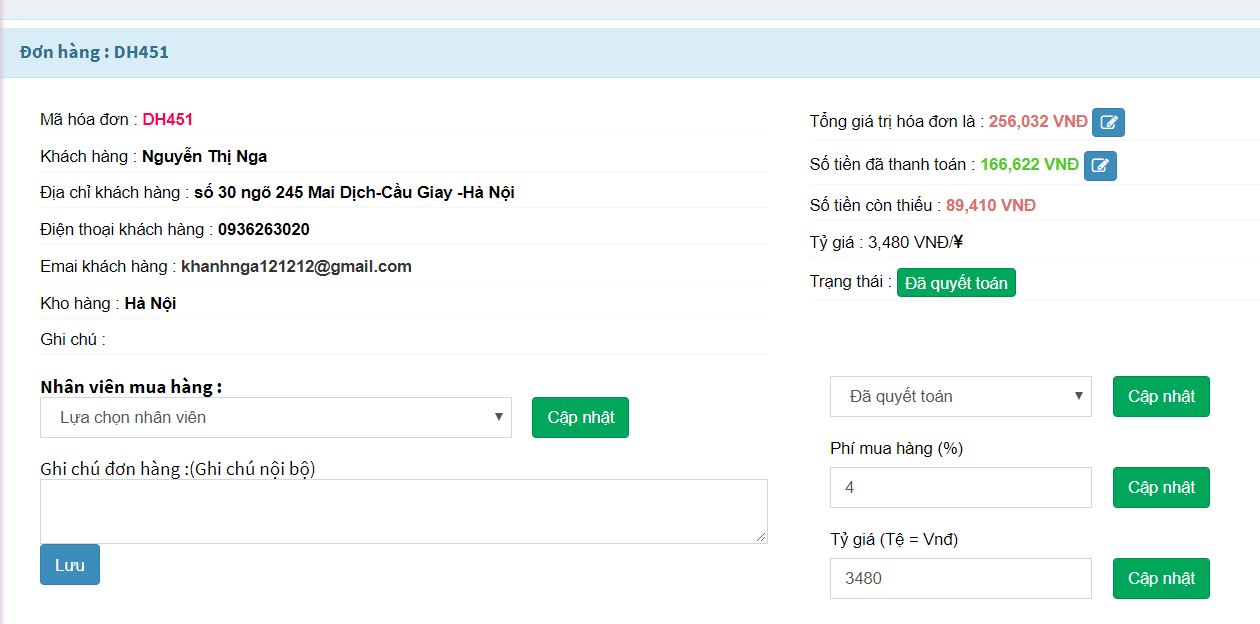 Đơn hàng : DH451
Mã hóa đơn : DH451
Khách hàng : Nguyễn Thị Nga
Địa chỉ khách hàng : số 30 ngõ 245 Mai Dịch-Cầu Giay -Hà Nội
Điện thoại khách hàng : 0936263020
Emai khách hàng : khanhnga121212@gmail.com
Kho hàng : Hà Nội
Ghi chú :
Tổng giá trị hóa đơn là : 256,032 VNĐ
Số tiền đã thanh toán : 166,622 VNĐ
Số tiền còn thiếu : 89,410 VNĐ
Tỷ giá : 3,480 VNĐ/¥
Trạng thái : Đã quyết toán
Nhân viên mua hàng :
Lựa chọn nhân viên
Cập nhật
Ghi chú đơn hàng :(Ghi chú nội bộ)
Lưu
Đã quyết toán
Cập nhật
Phí mua hàng (%)
4
Cập nhật
Tỷ giá (Tệ = Vnđ)
3480
Cập nhật